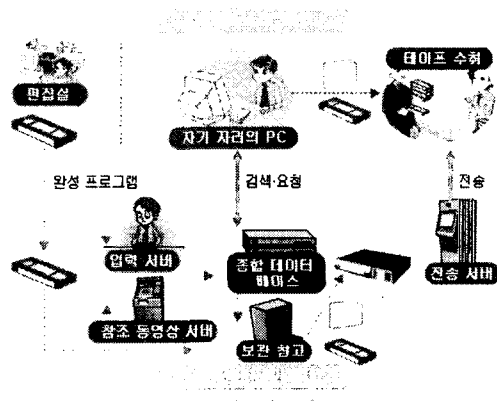 편집실
자기 자리의 PC
테이프 수취
완성 프로그램
검색·요청
전송
입력 서버
종합 데이터
베이스
전송 서버
참조 동영상 서버
보관 창고